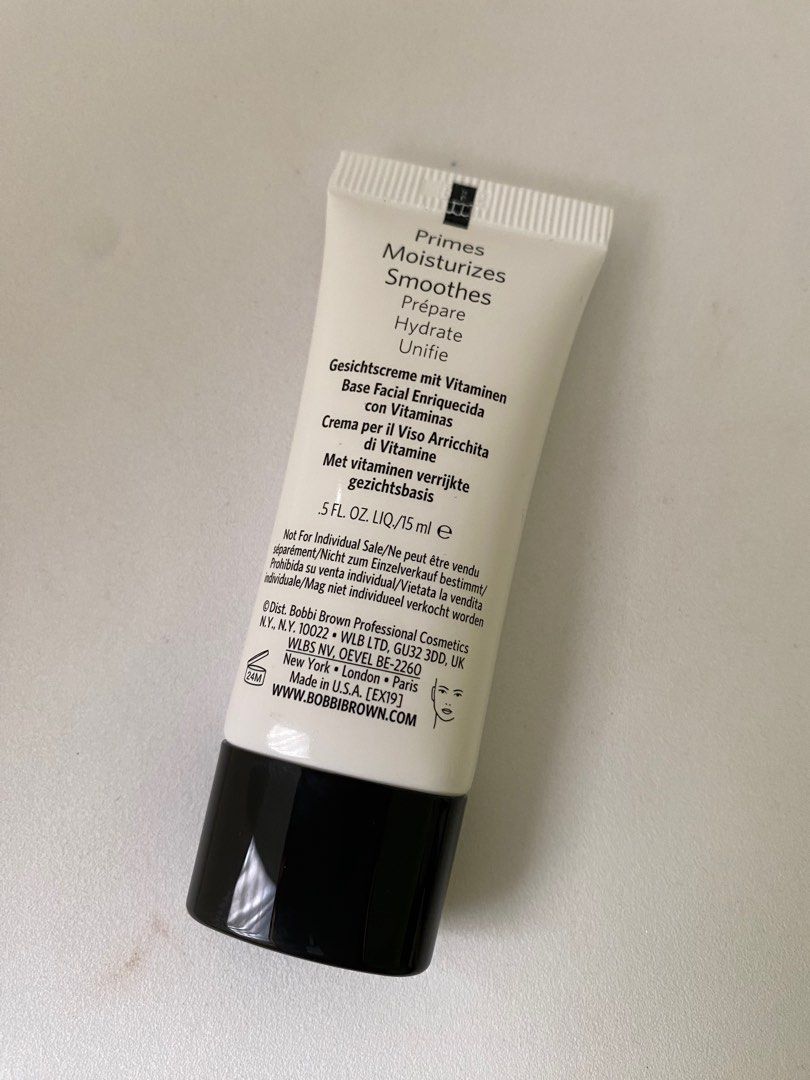 Primes
Moisturizes
Smoothes
Prépare
Hydrate
Unifie
Gesichtscreme mit Vitaminen
Base Facial Enriquecida
con Vitaminas
Crema per il Viso Arricchita
di Vitamine
Met vitaminen verrijkte
gezichtsbasis
.5 FL. OZ. LIQ./15 ml ℮
Not For Individual Sale/Ne peut être vendu
séparément/Nicht zum Einzelverkauf bestimmt/
Prohibida su venta individual/Vietata la vendita
individuale/Mag niet individueel verkocht worden
©Dist. Bobbi Brown Professional Cosmetics
N.Y., N.Y. 10022 • WLB LTD, GU32 3DD, UK
WLBS NV, OEVEL BE-2260
New York • London • Paris
Made in U.S.A. [EX19]
WWW.BOBBIBROWN.COM
24M